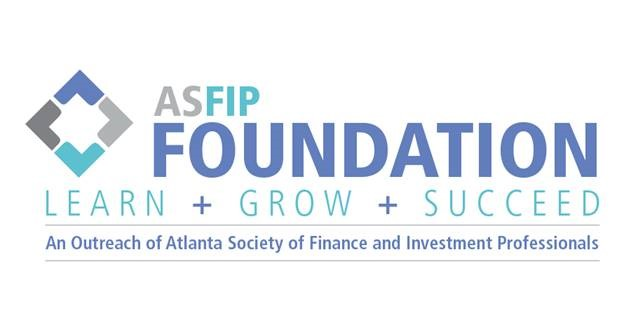 ASFIP
FOUNDATION
LEARN + GROW + SUCCEED
An Outreach of Atlanta Society of Finance and Investment Professionals